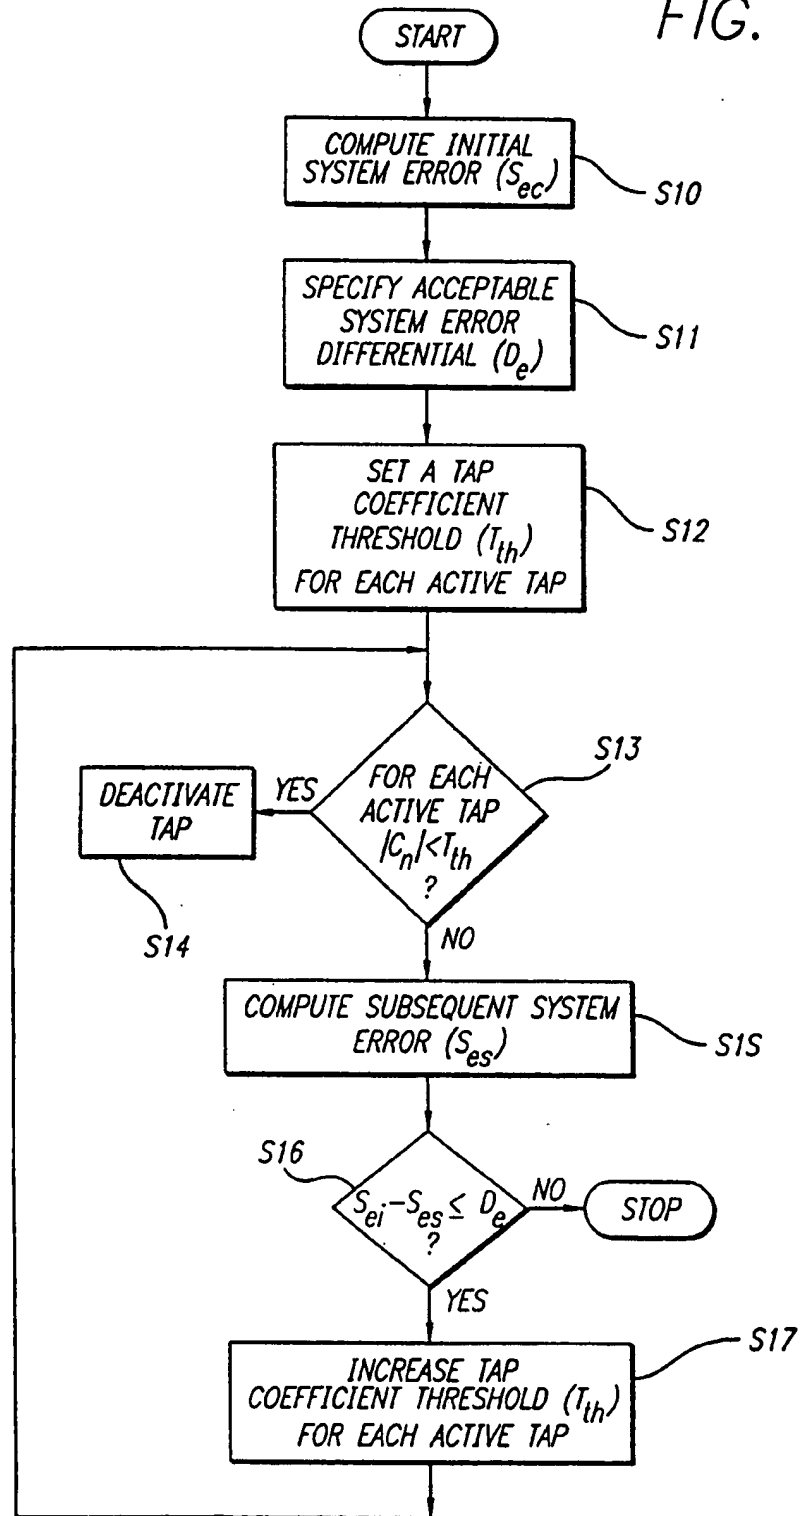 FIG.
START
COMPUTE INITIAL
SYSTEM ERROR (S_ec)
S10
SPECIFY ACCEPTABLE
SYSTEM ERROR
DIFFERENTIAL (D_e)
S11
SET A TAP
COEFFICIENT
THRESHOLD (T_th)
FOR EACH ACTIVE TAP
S12
S13
FOR EACH
ACTIVE TAP
|C_n|<T_th
?
YES
DEACTIVATE
TAP
S14
NO
COMPUTE SUBSEQUENT SYSTEM
ERROR (S_es)
S1S
S16
S_ei-S_es≤ D_e
?
NO
STOP
YES
S17
INCREASE TAP
COEFFICIENT THRESHOLD (T_th)
FOR EACH ACTIVE TAP